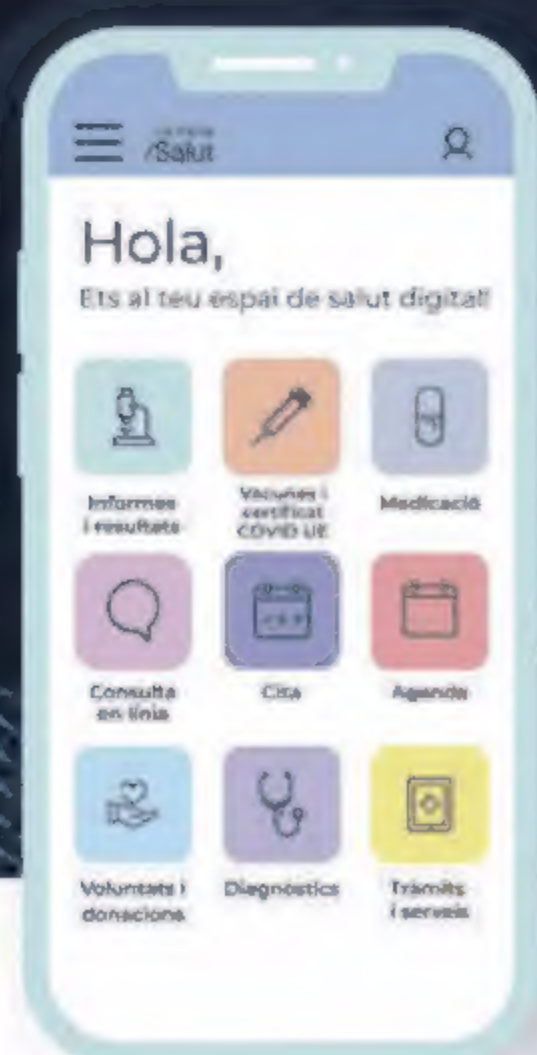 /Salut
Hola,
Ets al teu espai de salut digital!
Informes
i resultats
Vacunes i
certificat
COVID UE
Medicació
Consulta
en línia
Cita
Agenda
Voluntats i
donacions
Diagnòstics
Tràmits
i serveis